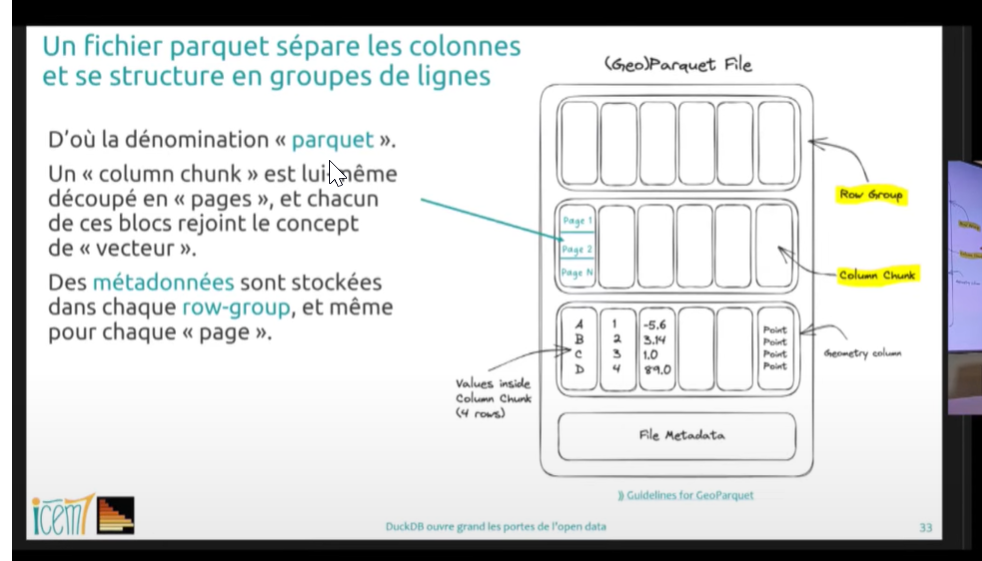 Un fichier parquet sépare les colonnes
et se structure en groupes de lignes
D'où la dénomination « parquet ».
Un « column chunk » est lui-même
découpé en « pages », et chacun
de ces blocs rejoint le concept
de « vecteur ».
Des métadonnées sont stockées
dans chaque row-group, et même
pour chaque « page ».
(Geo)Parquet File
Row Group
Page 1
Page 2
Page N
Column Chunk
A 1 -5.6 Point
B 2 3.14 Point
C 3 1.0 Point
D 4 89.0 Point
Geometry column
Values inside
Column Chunk
(4 rows)
File Metadata
⟫ Guidelines for GeoParquet
icem7
DuckDB ouvre grand les portes de l'open data
33